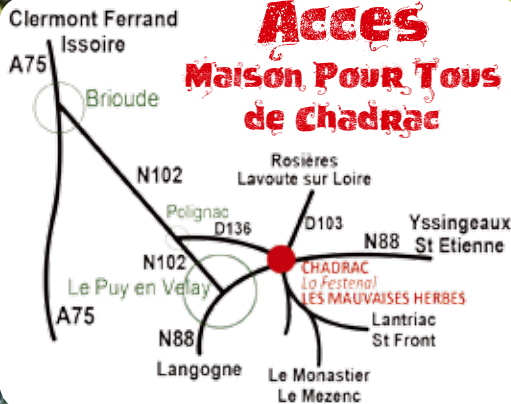 Acces
Maison Pour Tous
de Chadrac
Clermont Ferrand
Issoire
A75
Brioude
N102
Rosières
Lavoute sur Loire
Polignac
D136
D103
Yssingeaux
St Etienne
N88
N102
CHADRAC
La Festenal
LES MAUVAISES HERBES
Le Puy en Velay
A75
N88
Lantriac
St Front
Langogne
Le Monastier
Le Mezenc